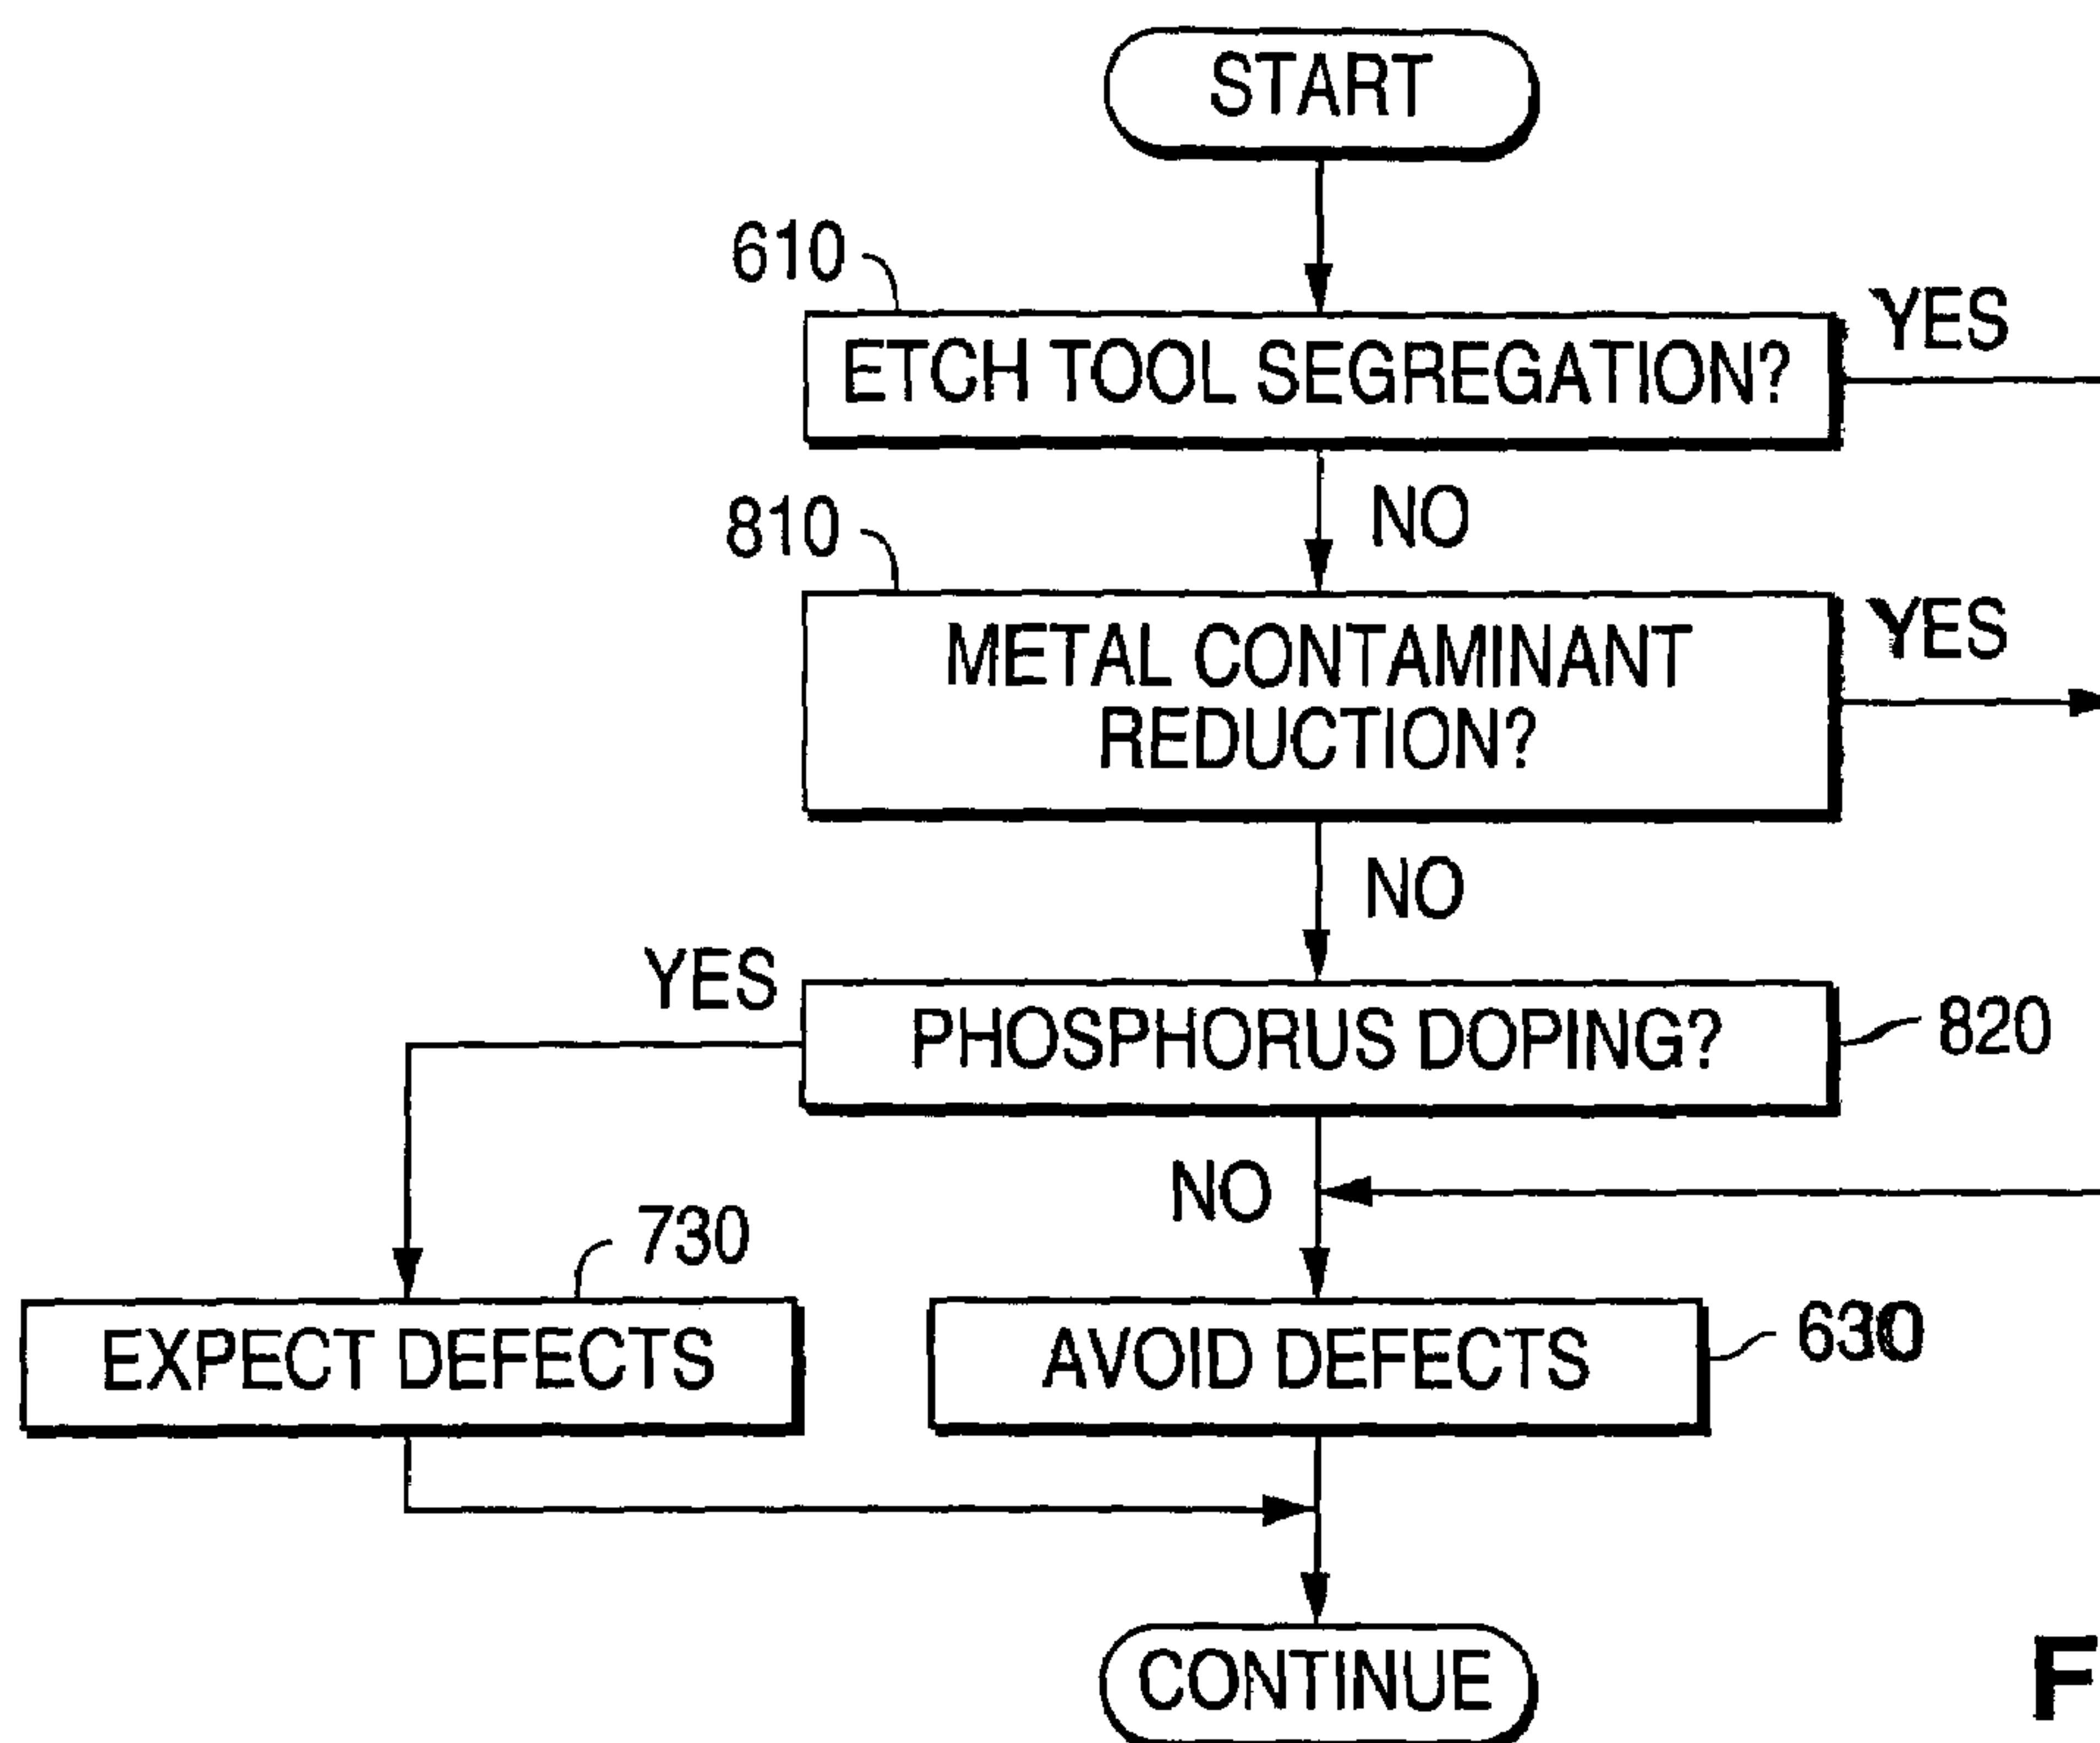 START
610
ETCH TOOL SEGREGATION?
YES
NO
810
METAL CONTAMINANT
REDUCTION?
YES
NO
YES
PHOSPHORUS DOPING?
820
NO
730
EXPECT DEFECTS
AVOID DEFECTS
630
CONTINUE
F